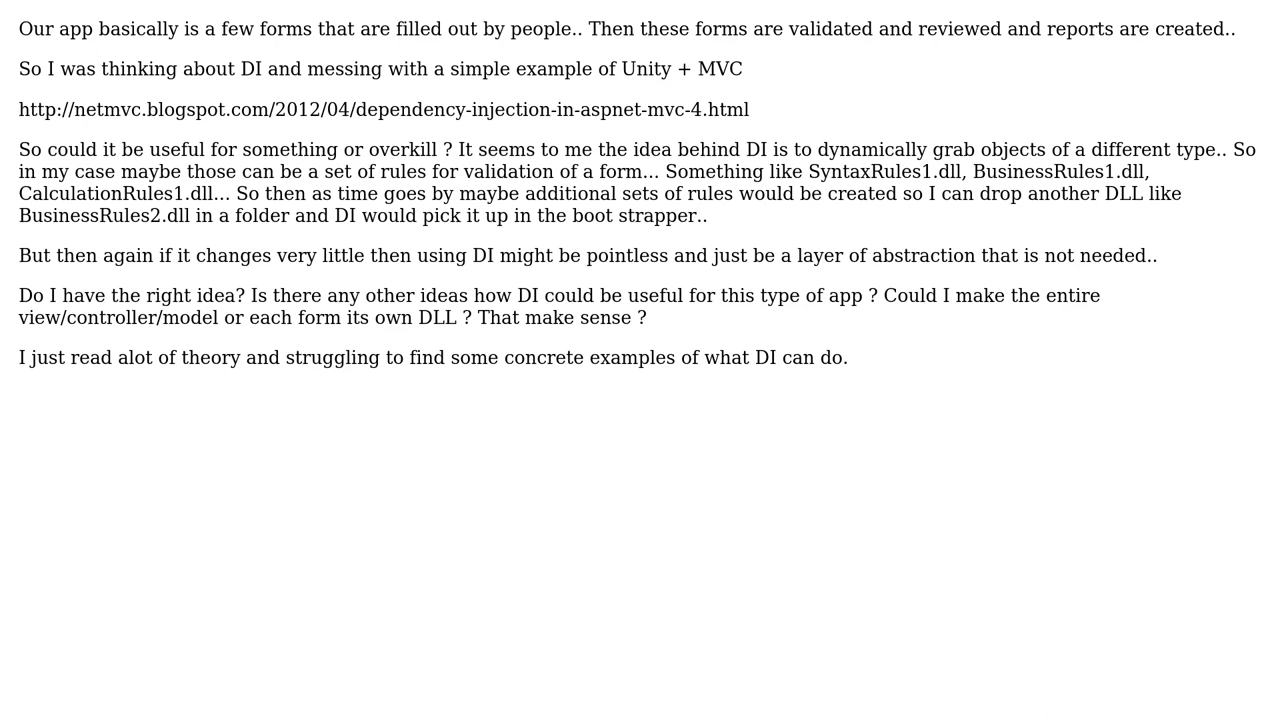 Our app basically is a few forms that are filled out by people.. Then these forms are validated and reviewed and reports are created..
So I was thinking about DI and messing with a simple example of Unity + MVC
http://netmvc.blogspot.com/2012/04/dependency-injection-in-aspnet-mvc-4.html
So could it be useful for something or overkill ? It seems to me the idea behind DI is to dynamically grab objects of a different type.. So
in my case maybe those can be a set of rules for validation of a form... Something like SyntaxRules1.dll, BusinessRules1.dll,
CalculationRules1.dll... So then as time goes by maybe additional sets of rules would be created so I can drop another DLL like
BusinessRules2.dll in a folder and DI would pick it up in the boot strapper..
But then again if it changes very little then using DI might be pointless and just be a layer of abstraction that is not needed..
Do I have the right idea? Is there any other ideas how DI could be useful for this type of app ? Could I make the entire
view/controller/model or each form its own DLL ? That make sense ?
I just read alot of theory and struggling to find some concrete examples of what DI can do.